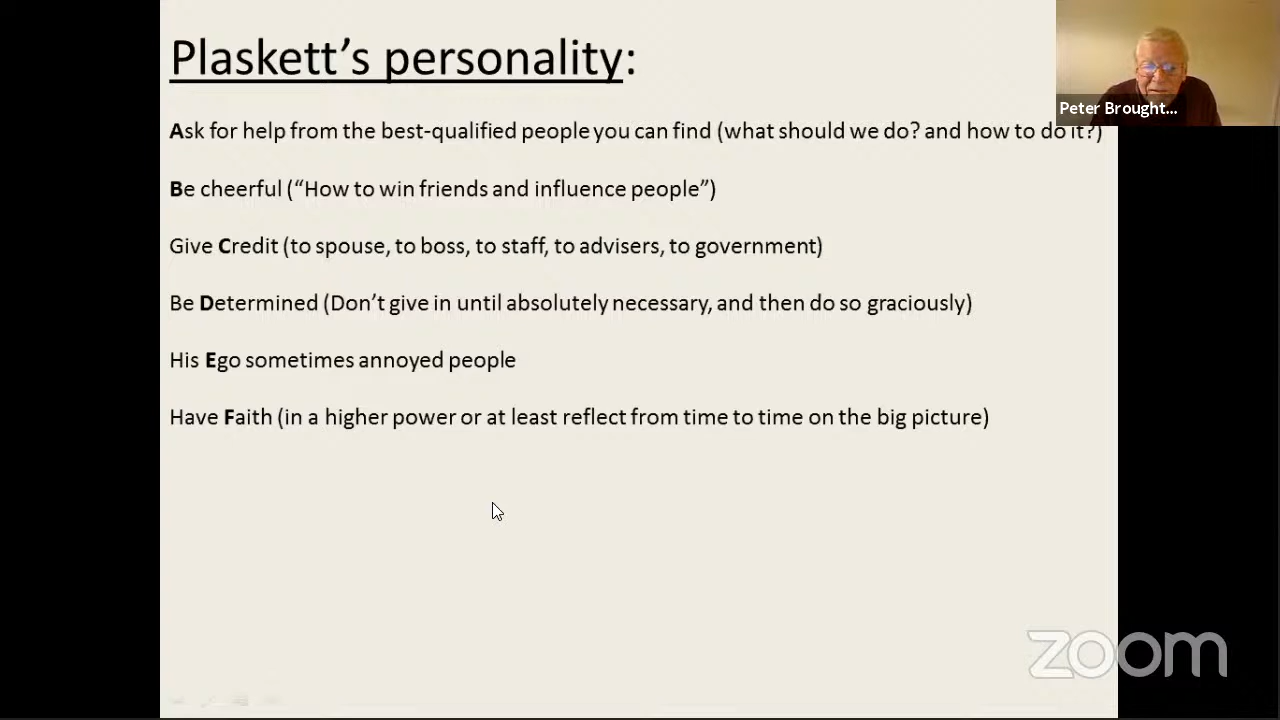 Plaskett’s personality:
Peter Brought...
Ask for help from the best-qualified people you can find (what should we do? and how to do it?)
Be cheerful (“How to win friends and influence people”)
Give Credit (to spouse, to boss, to staff, to advisers, to government)
Be Determined (Don’t give in until absolutely necessary, and then do so graciously)
His Ego sometimes annoyed people
Have Faith (in a higher power or at least reflect from time to time on the big picture)
zoom